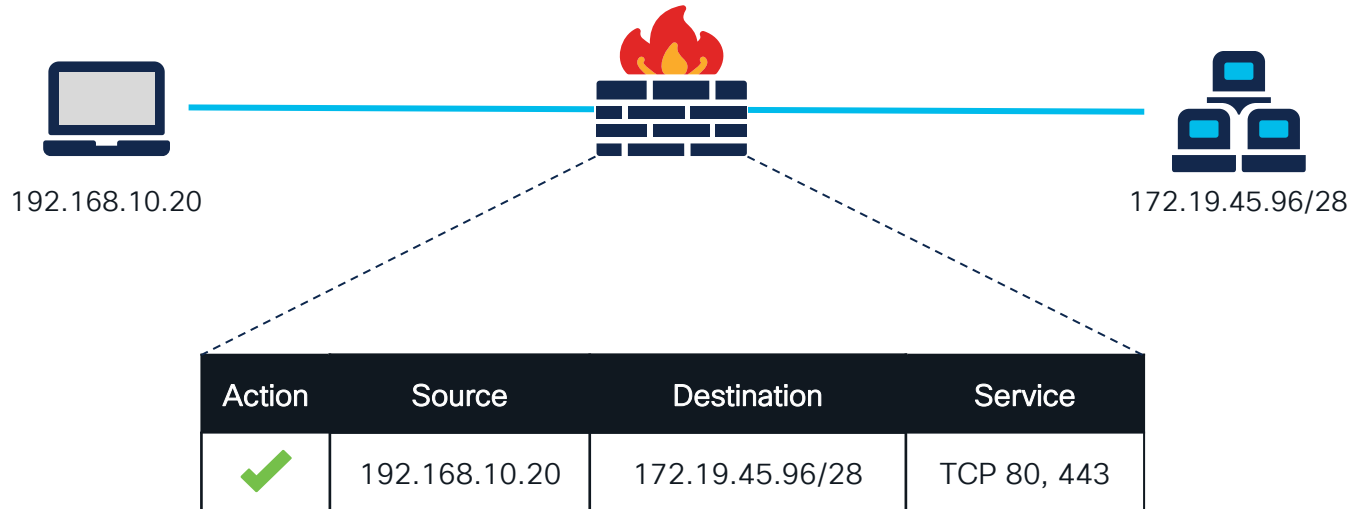 192.168.10.20
172.19.45.96/28
Action Source Destination Service
192.168.10.20 172.19.45.96/28 TCP 80, 443